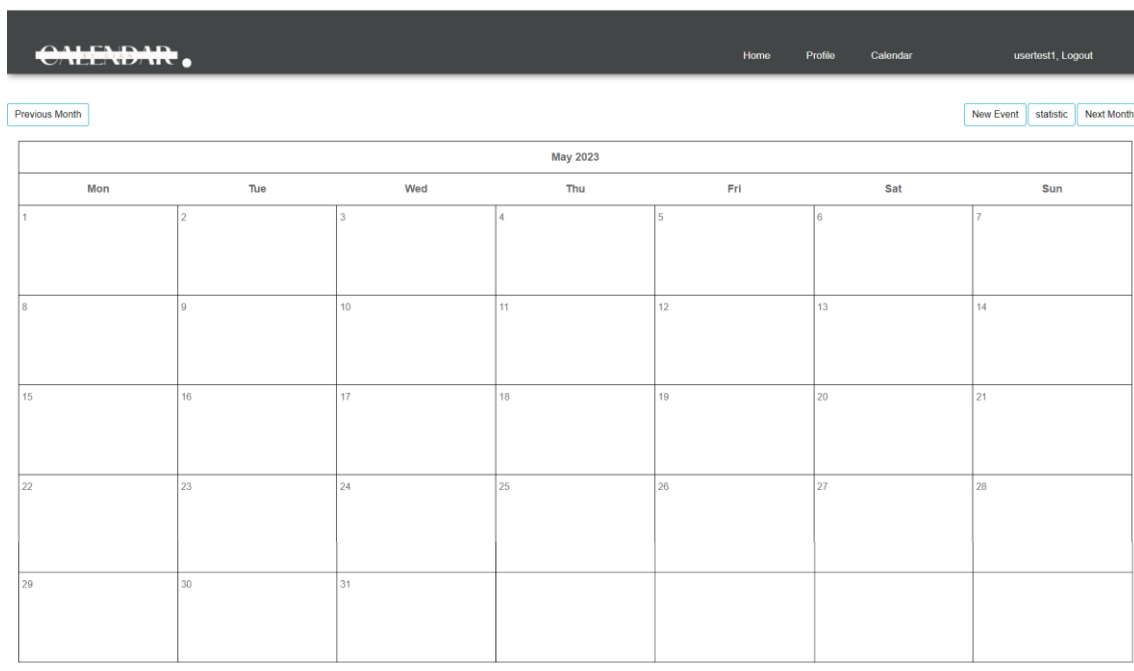 CALENDAR.
Home Profile Calendar usertest1, Logout
Previous Month New Event statistic Next Month
May 2023
Mon Tue Wed Thu Fri Sat Sun
1 2 3 4 5 6 7
8 9 10 11 12 13 14
15 16 17 18 19 20 21
22 23 24 25 26 27 28
29 30 31